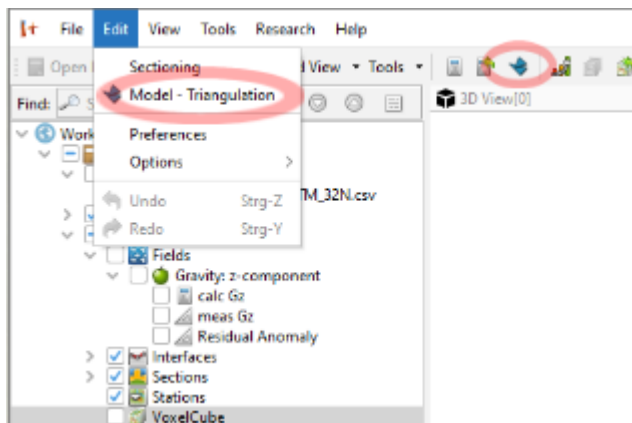 File Edit View Tools Research Help
Open
Sectioning
View Tools
Find:
Model - Triangulation
3D View[0]
Work
Preferences
Options
Undo Strg-Z
TM_32N.csv
Redo Strg-Y
Fields
Gravity: z-component
calc Gz
meas Gz
Residual Anomaly
Interfaces
Sections
Stations
VoxelCube